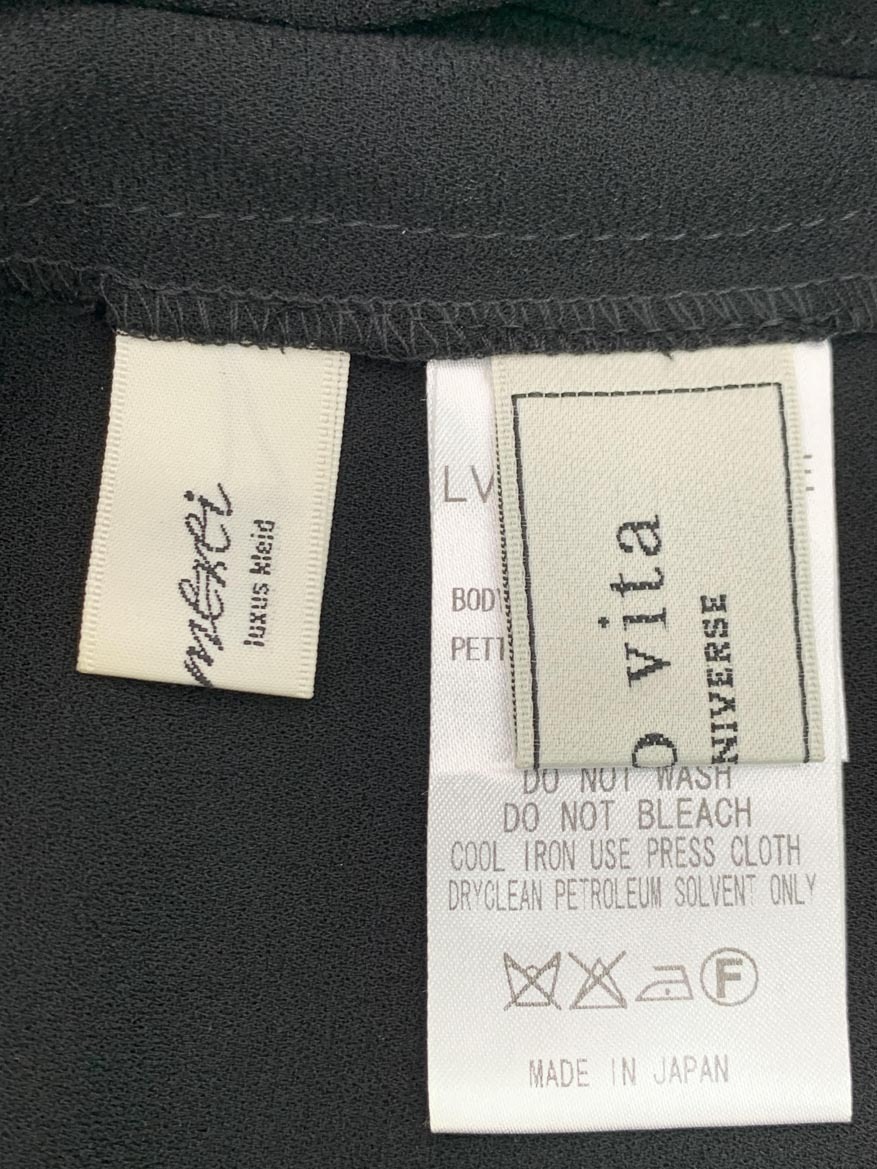 luxus kleid
LV
BODY
PETT
vita
NIVERSE
DO NOT WASH
DO NOT BLEACH
COOL IRON USE PRESS CLOTH
DRYCLEAN PETROLEUM SOLVENT ONLY
F
MADE IN JAPAN